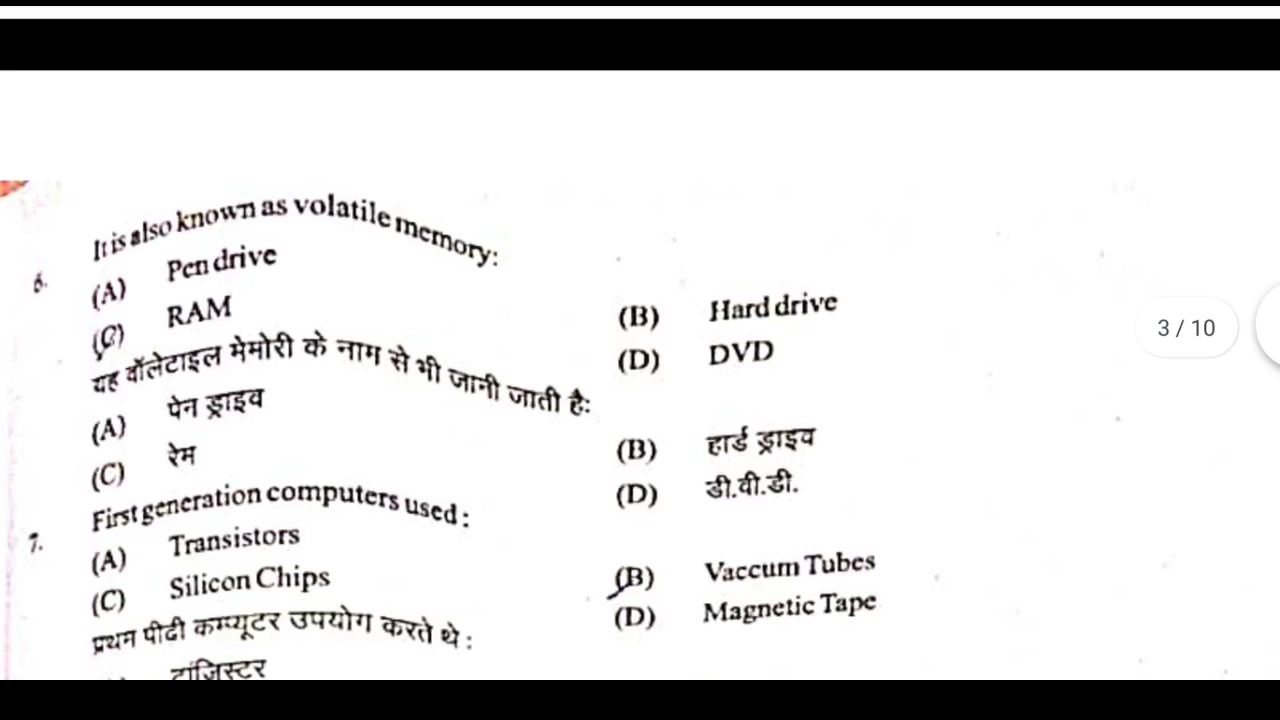 6. It is also known as volatile memory:
(A) Pen drive (B) Hard drive
(C) RAM (D) DVD
यह वॉलेटाइल मेमोरी के नाम से भी जानी जाती है:
(A) पेन ड्राइव (B) हार्ड ड्राइव
(C) रेम (D) डी.वी.डी.
7. First generation computers used :
(A) Transistors (B) Vaccum Tubes
(C) Silicon Chips (D) Magnetic Tape
प्रथम पीढी कम्प्यूटर उपयोग करते थे :
ट्रांजिस्टर
3 / 10